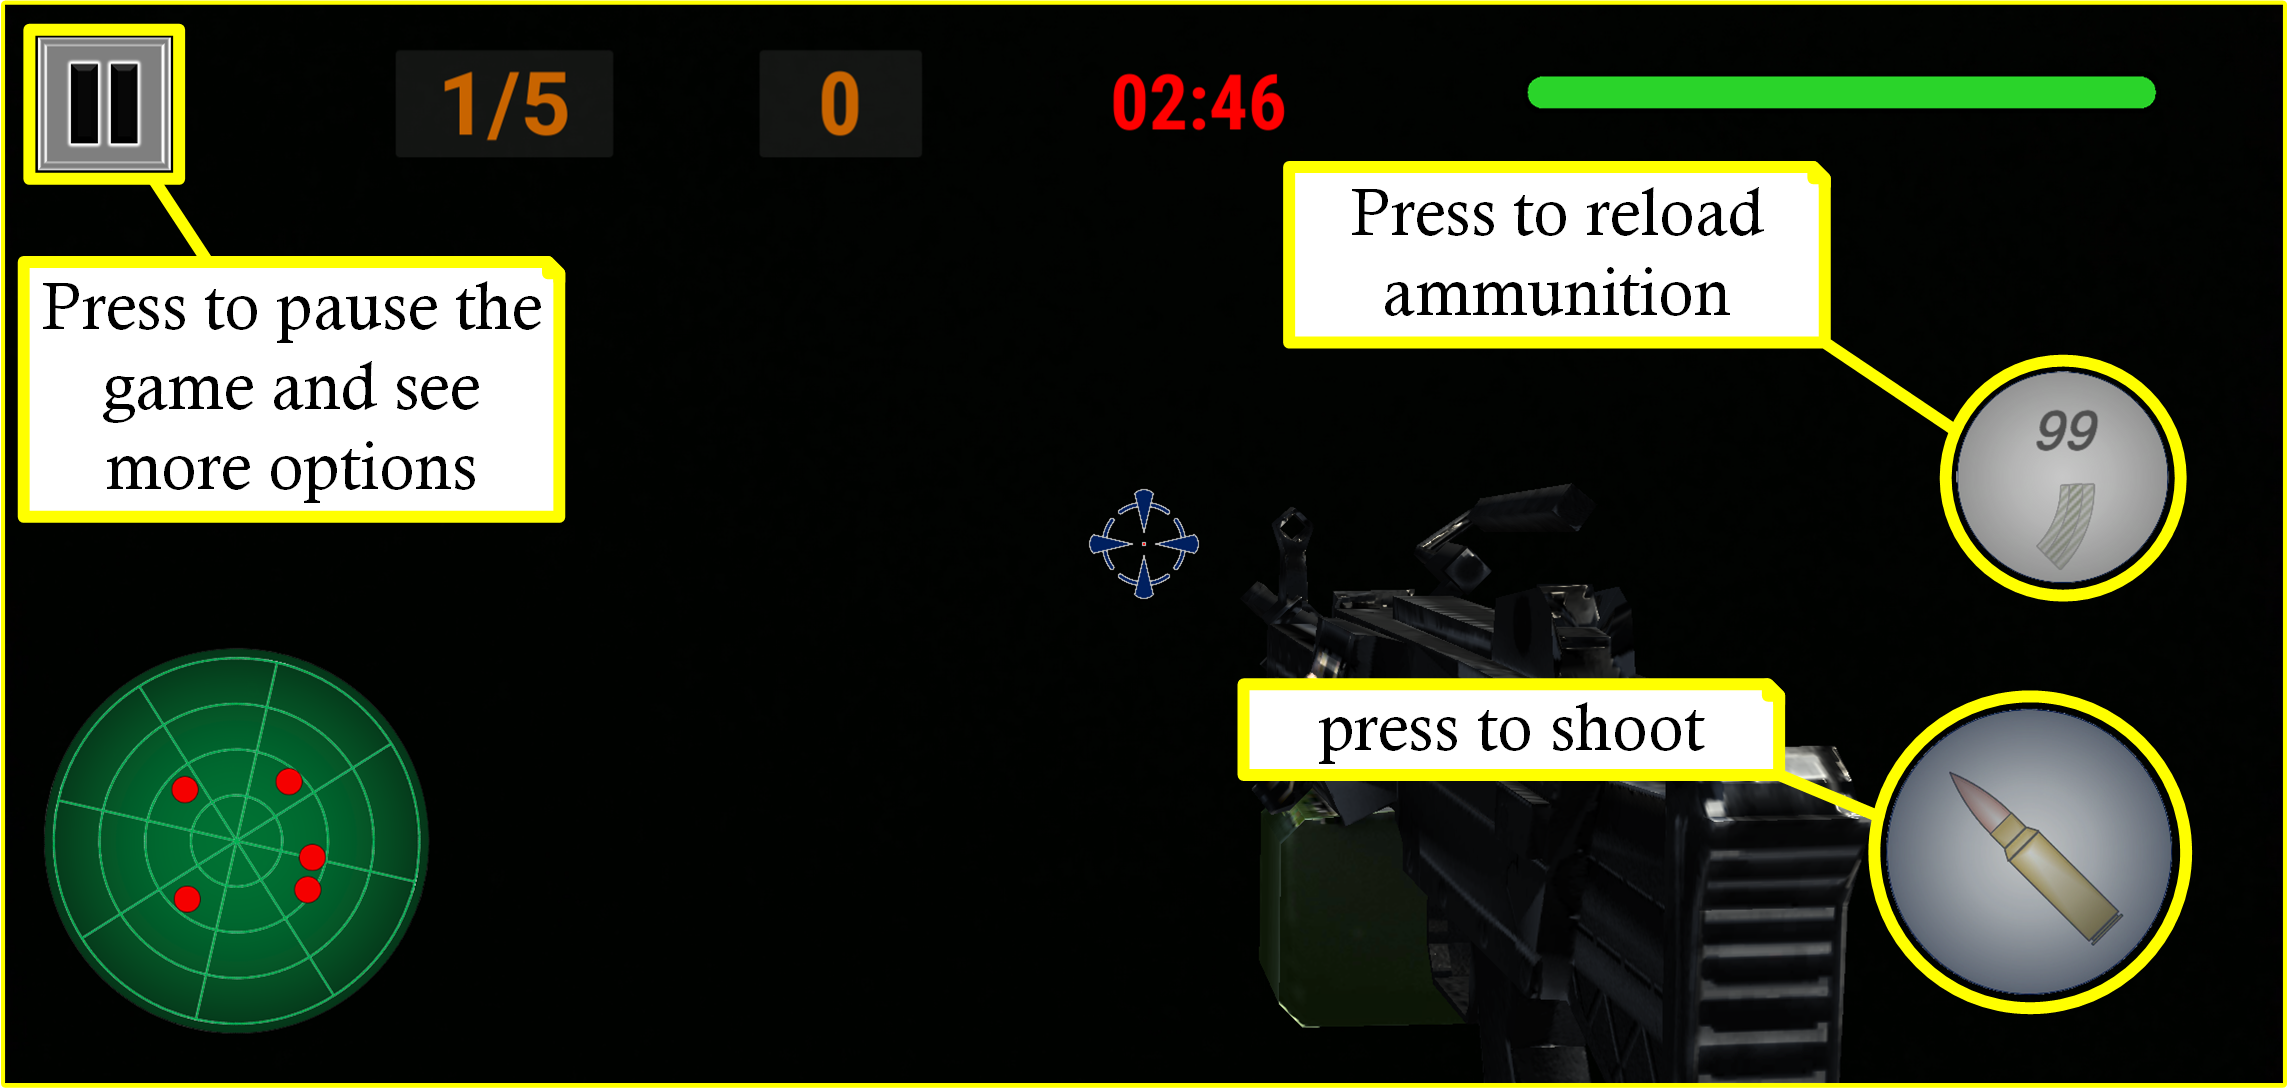 1/5
0
02:46
Press to pause the
game and see
more options
Press to reload
ammunition
99
press to shoot